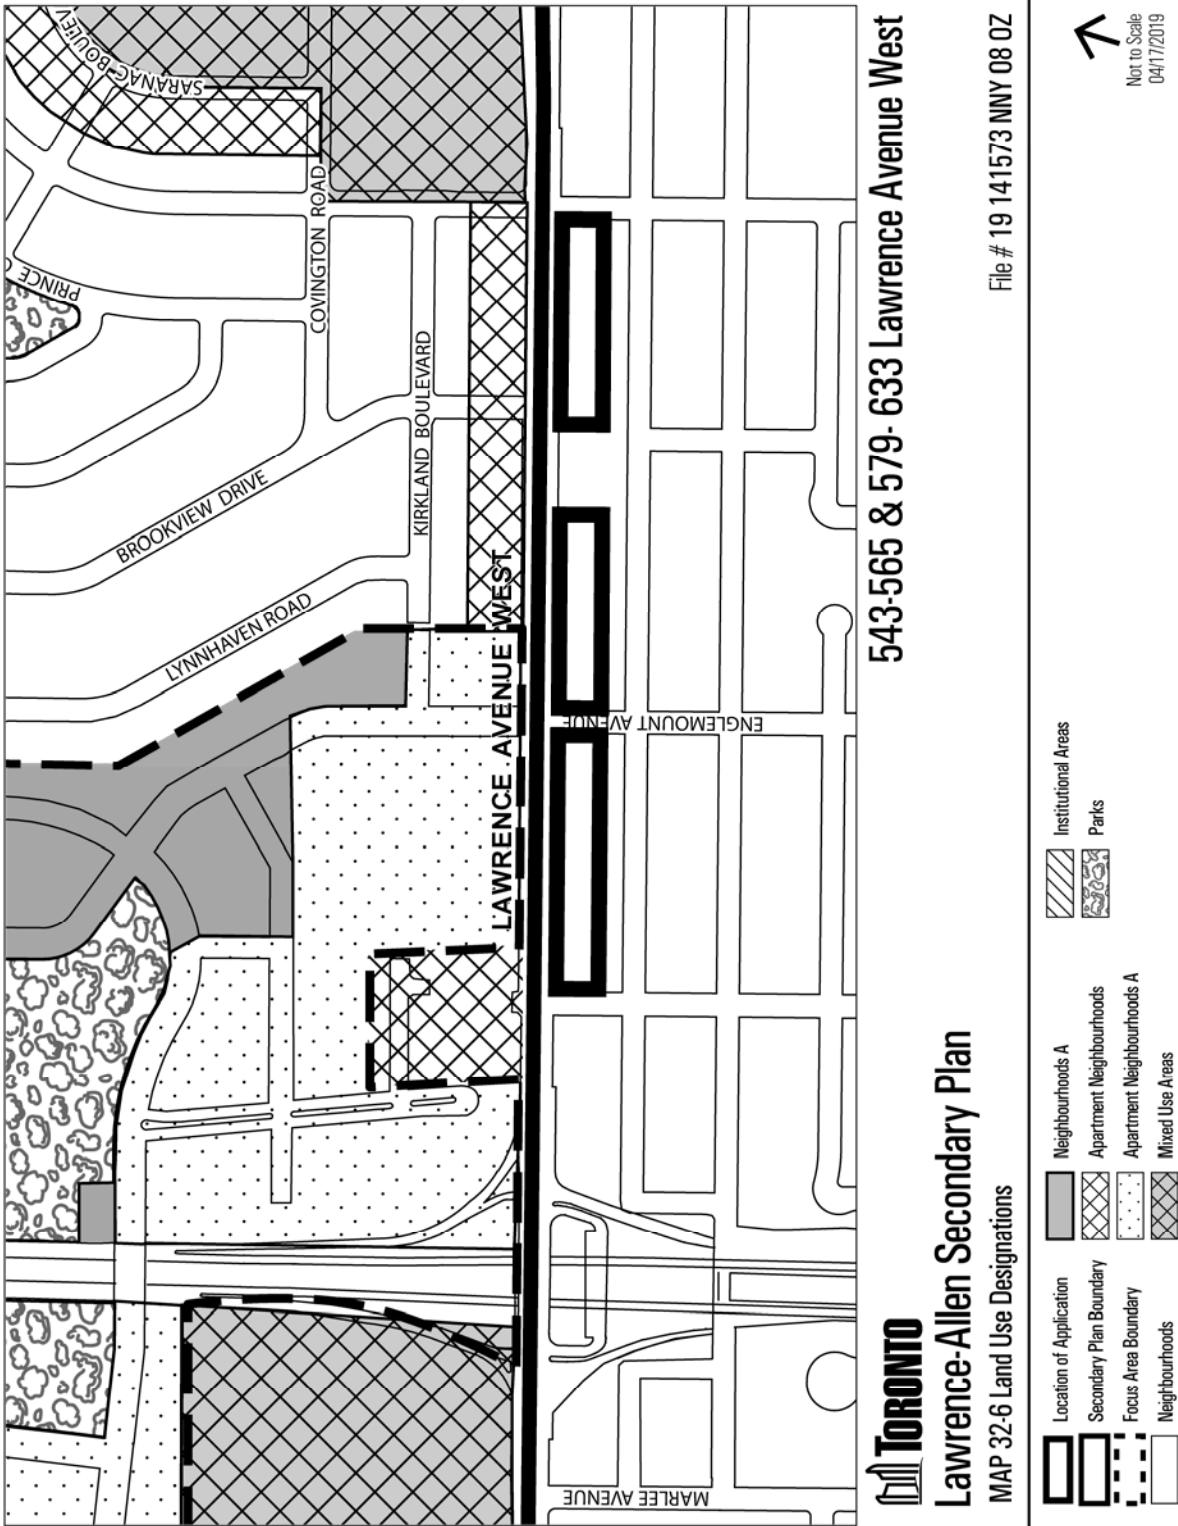 SARANAC BOULEV
PRINCE C
COVINGTON ROAD
KIRKLAND BOULEVARD
BROOKVIEW DRIVE
LYNNHAVEN ROAD
LAWRENCE AVENUE WEST
ENGLEMOUNT AVENUE
MARLEE AVENUE
TORONTO
Lawrence-Allen Secondary Plan
MAP 32-6 Land Use Designations
543-565 & 579- 633 Lawrence Avenue West
File # 19 141573 NNY 08 OZ
Location of Application
Secondary Plan Boundary
Focus Area Boundary
Neighbourhoods
Neighbourhoods A
Apartment Neighbourhoods
Apartment Neighbourhoods A
Mixed Use Areas
Institutional Areas
Parks
Not to Scale
04/17/2019